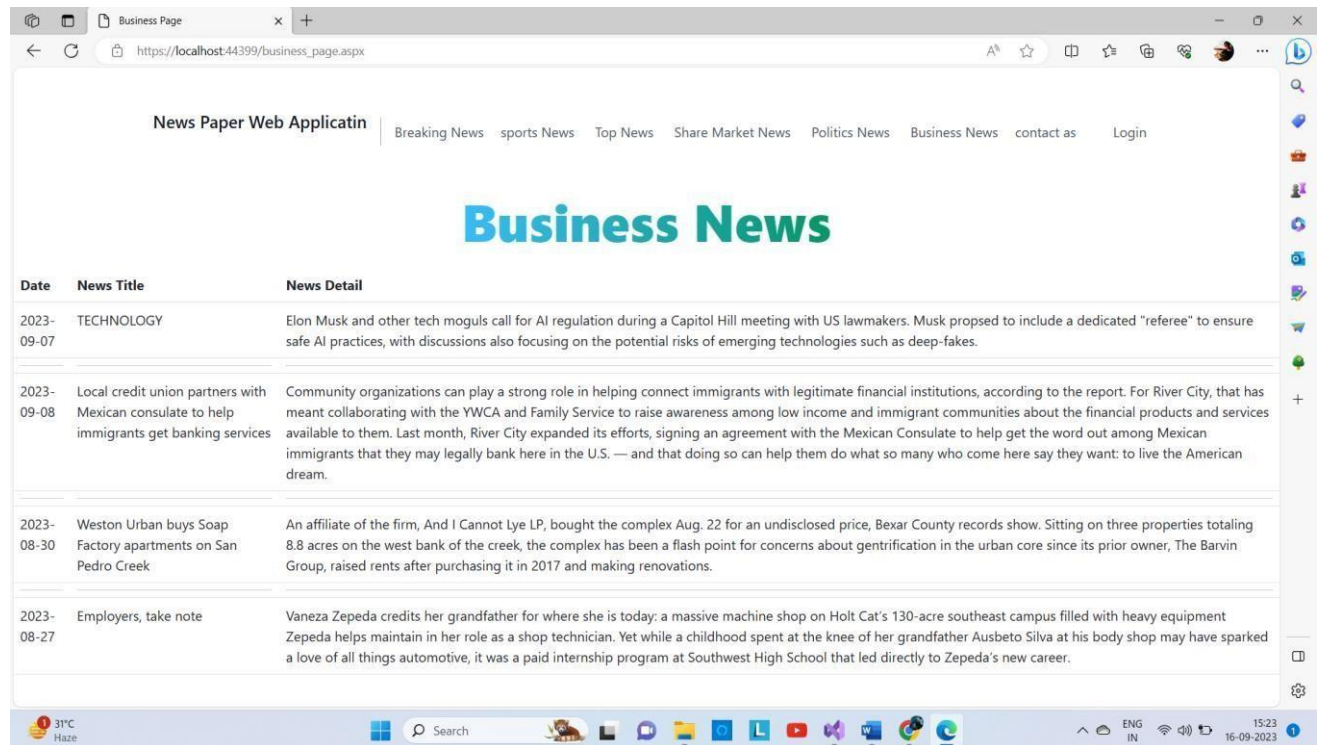 Business Page
https://localhost:44399/business_page.aspx
News Paper Web Applicatin
Breaking News sports News Top News Share Market News Politics News Business News contact as Login
Business News
Date News Title News Detail
2023-09-07
TECHNOLOGY
Elon Musk and other tech moguls call for AI regulation during a Capitol Hill meeting with US lawmakers. Musk propsed to include a dedicated "referee" to ensure
safe AI practices, with discussions also focusing on the potential risks of emerging technologies such as deep-fakes.
2023-09-08
Local credit union partners with
Mexican consulate to help
immigrants get banking services
Community organizations can play a strong role in helping connect immigrants with legitimate financial institutions, according to the report. For River City, that has
meant collaborating with the YWCA and Family Service to raise awareness among low income and immigrant communities about the financial products and services
available to them. Last month, River City expanded its efforts, signing an agreement with the Mexican Consulate to help get the word out among Mexican
immigrants that they may legally bank here in the U.S. — and that doing so can help them do what so many who come here say they want: to live the American
dream.
2023-08-30
Weston Urban buys Soap
Factory apartments on San
Pedro Creek
An affiliate of the firm, And I Cannot Lye LP, bought the complex Aug. 22 for an undisclosed price, Bexar County records show. Sitting on three properties totaling
8.8 acres on the west bank of the creek, the complex has been a flash point for concerns about gentrification in the urban core since its prior owner, The Barvin
Group, raised rents after purchasing it in 2017 and making renovations.
2023-08-27
Employers, take note
Vaneza Zepeda credits her grandfather for where she is today: a massive machine shop on Holt Cat's 130-acre southeast campus filled with heavy equipment
Zepeda helps maintain in her role as a shop technician. Yet while a childhood spent at the knee of her grandfather Ausbeto Silva at his body shop may have sparked
a love of all things automotive, it was a paid internship program at Southwest High School that led directly to Zepeda's new career.
1
31°C
Haze
Search
ENG
IN
15:23
16-09-2023
1